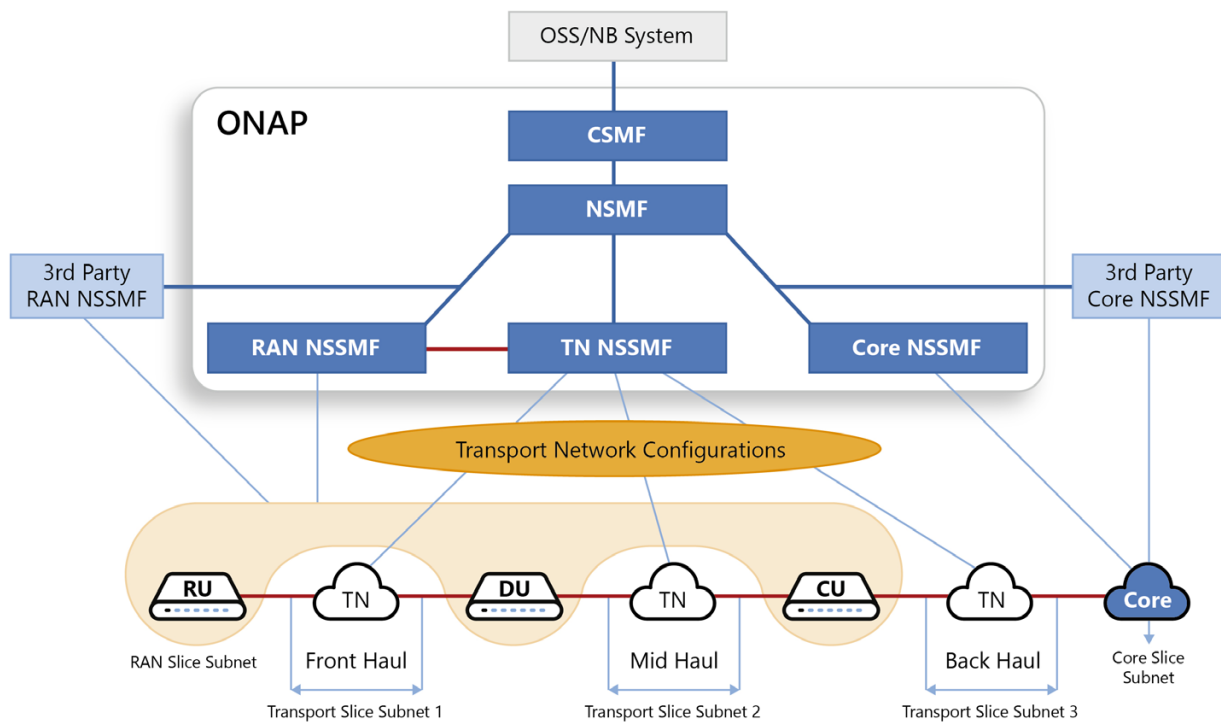 OSS/NB System
ONAP
CSMF
NSMF
3rd Party
RAN NSSMF
3rd Party
Core NSSMF
RAN NSSMF
TN NSSMF
Core NSSMF
Transport Network Configurations
RU
TN
DU
TN
CU
TN
Core
RAN Slice Subnet
Front Haul
Mid Haul
Back Haul
Core Slice
Subnet
Transport Slice Subnet 1
Transport Slice Subnet 2
Transport Slice Subnet 3